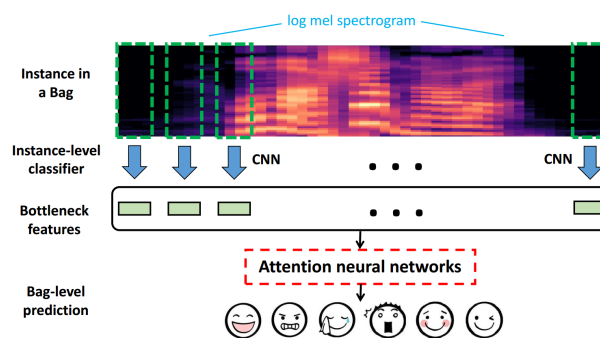 log mel spectrogram
Instance in
a Bag
Instance-level
classifier
CNN
CNN
Bottleneck
features
Attention neural networks
Bag-level
prediction